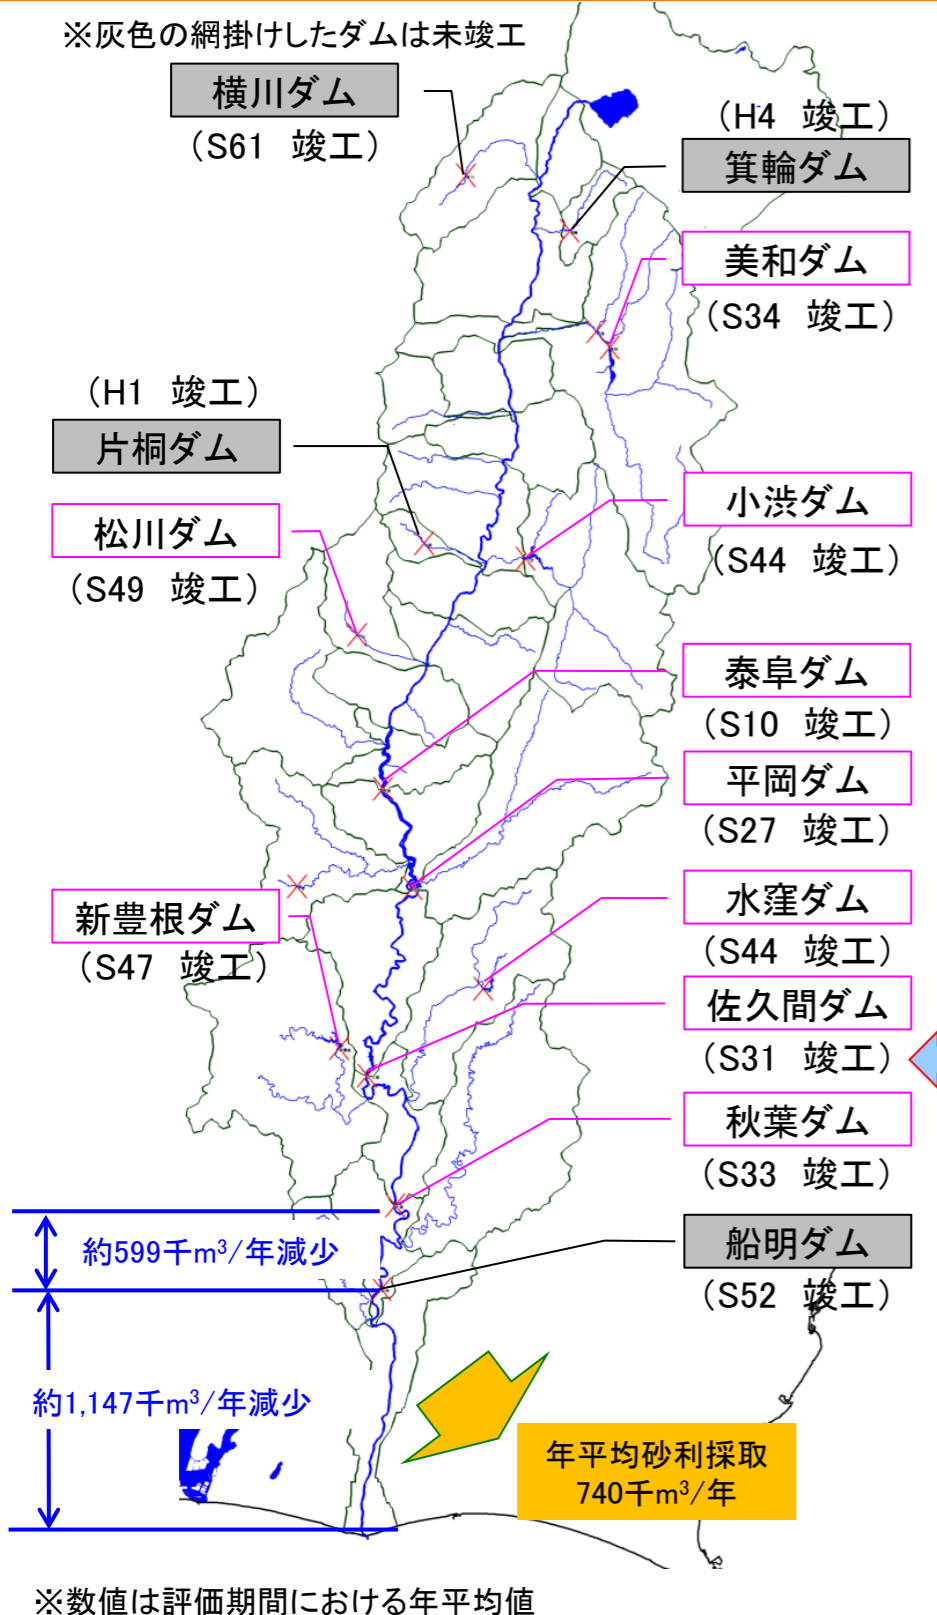 ※灰色の網掛けしたダムは未竣工
横川ダム
(S61 竣工)
(H4 竣工)
箕輪ダム
美和ダム
(S34 竣工)
(H1 竣工)
片桐ダム
小渋ダム
(S44 竣工)
松川ダム
(S49 竣工)
泰阜ダム
(S10 竣工)
平岡ダム
(S27 竣工)
水窪ダム
(S44 竣工)
新豊根ダム
(S47 竣工)
佐久間ダム
(S31 竣工)
秋葉ダム
(S33 竣工)
船明ダム
(S52 竣工)
約599千m³/年減少
約1,147千m³/年減少
年平均砂利採取
740千m³/年
※数値は評価期間における年平均値